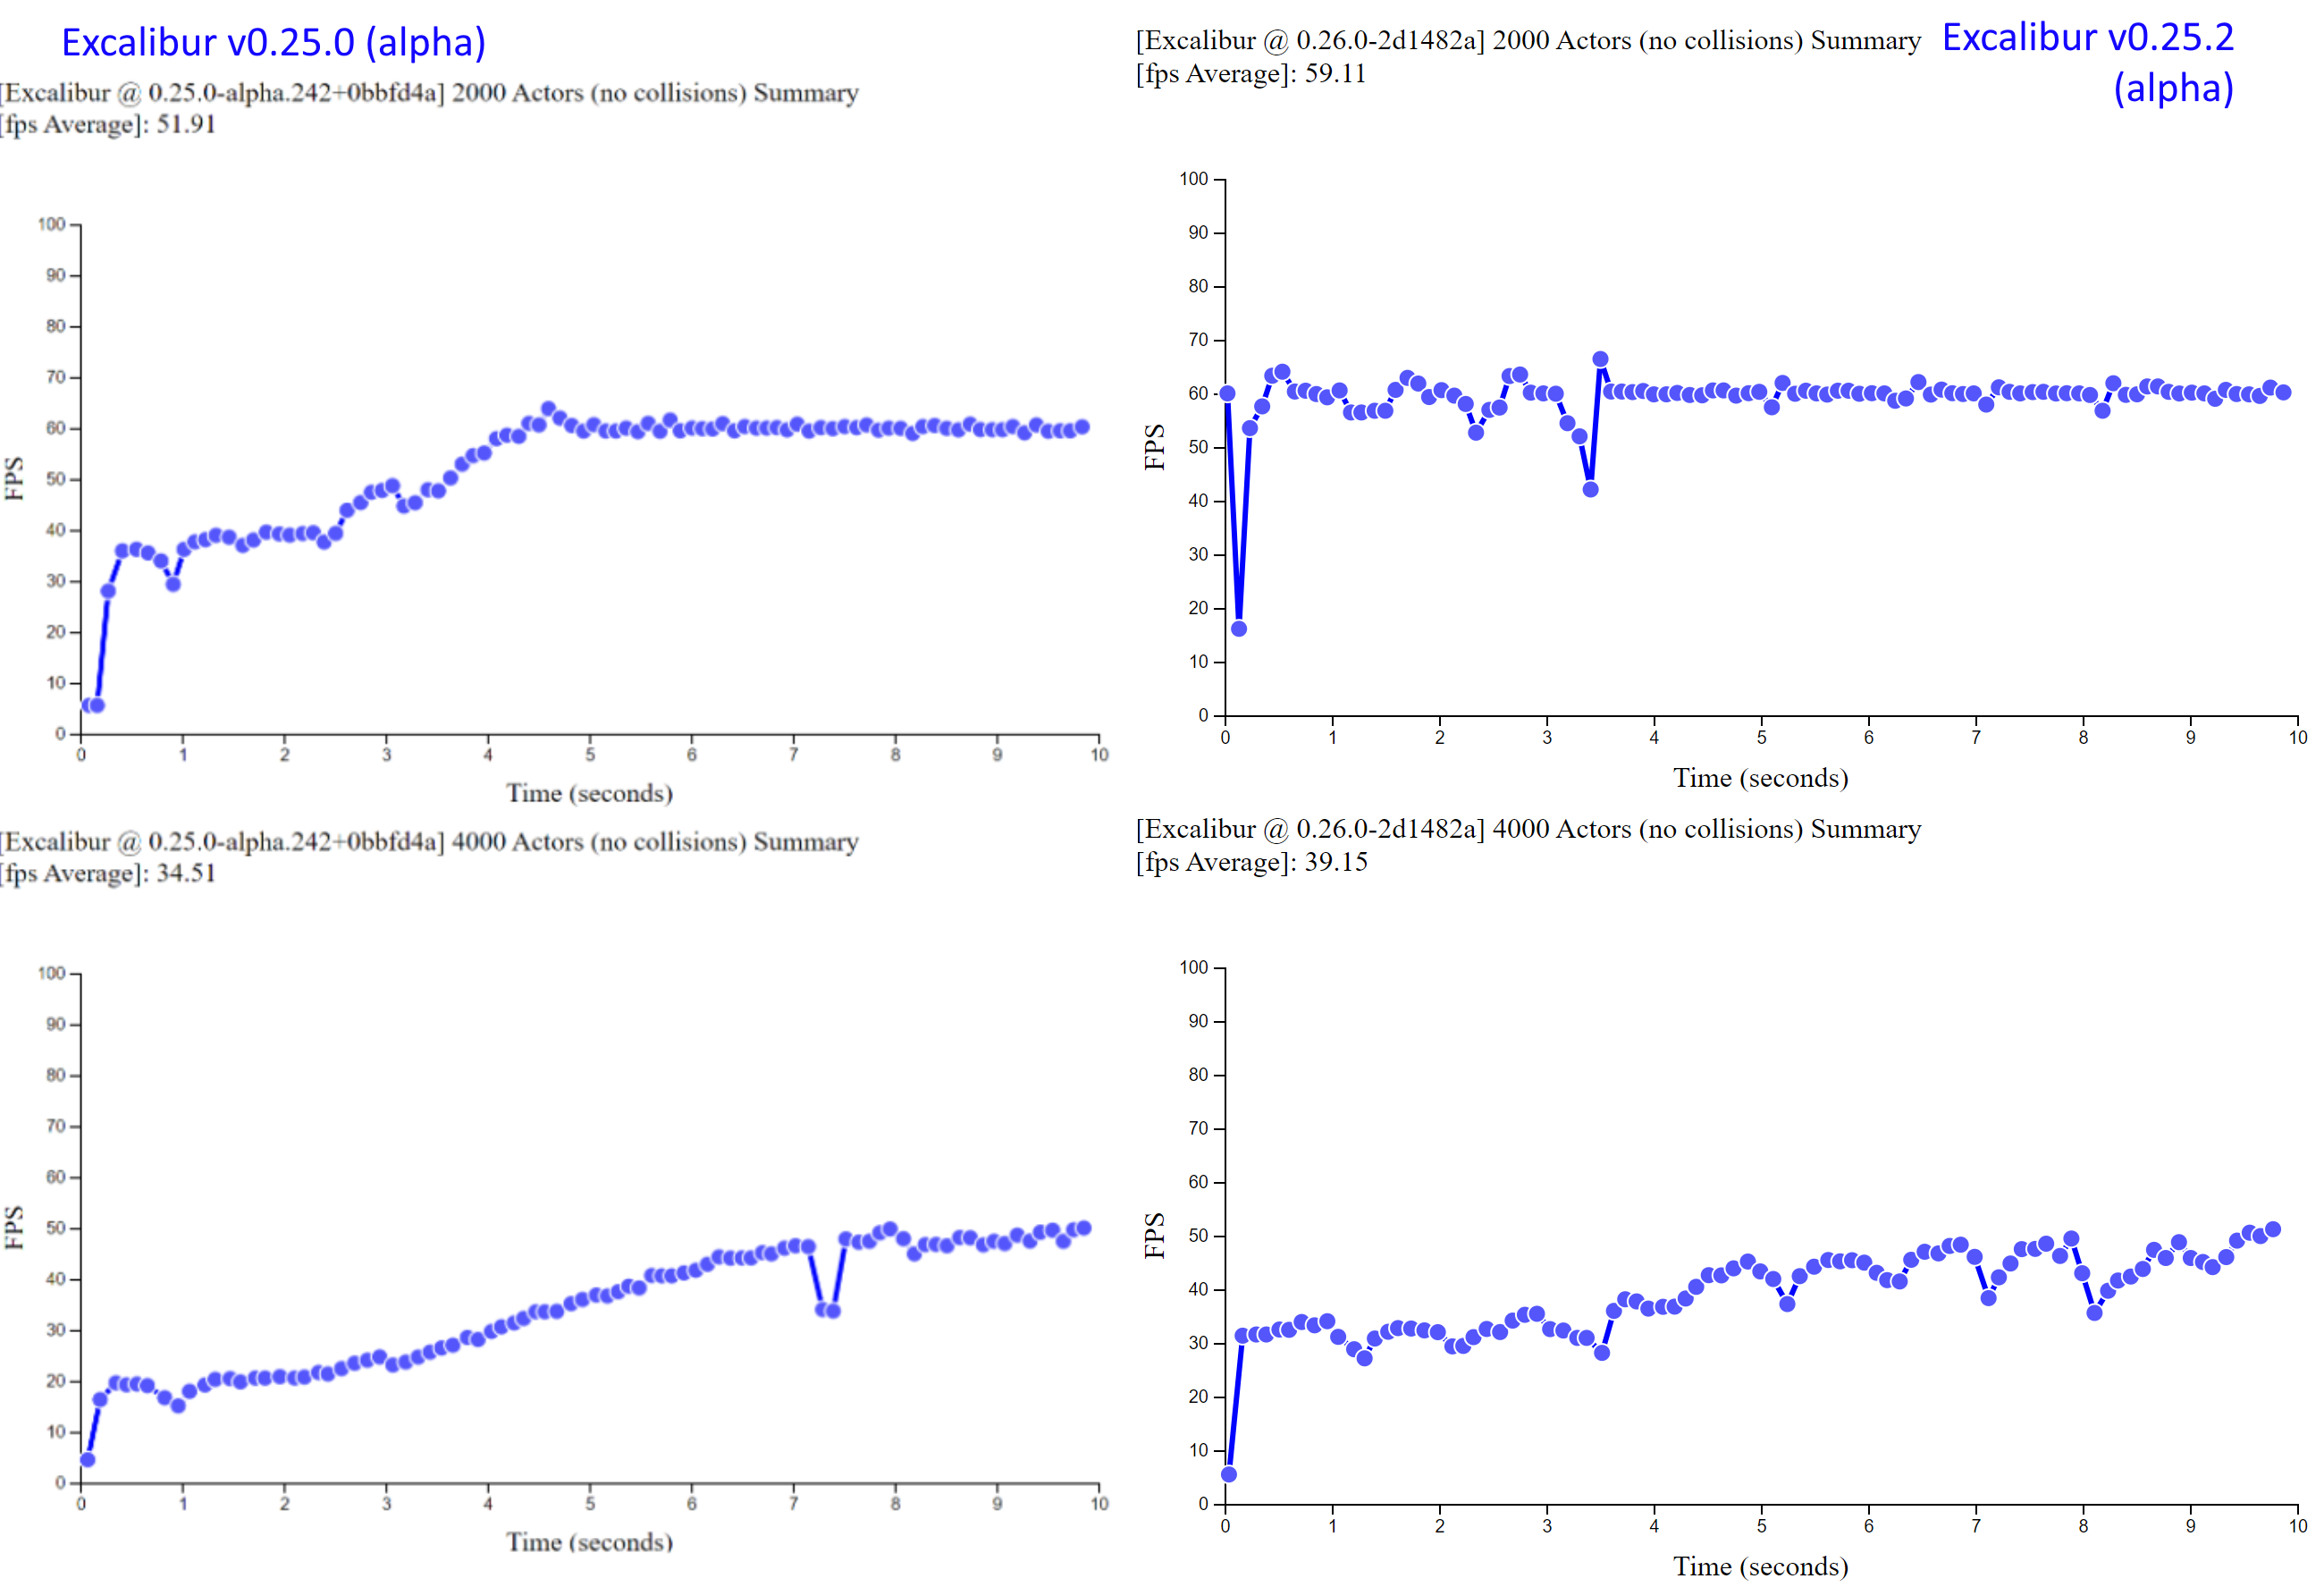 Excalibur v0.25.0 (alpha)
[Excalibur @ 0.25.0-alpha.242+0bbfd4a] 2000 Actors (no collisions) Summary
[fps Average]: 51.91
100
90
80
70
60
50
40
30
20
10
0
FPS
0 1 2 3 4 5 6 7 8 9 10
Time (seconds)
[Excalibur @ 0.26.0-2d1482a] 2000 Actors (no collisions) Summary
[fps Average]: 59.11
Excalibur v0.25.2
(alpha)
100
90
80
70
60
50
40
30
20
10
0
FPS
0 1 2 3 4 5 6 7 8 9 10
Time (seconds)
[Excalibur @ 0.25.0-alpha.242+0bbfd4a] 4000 Actors (no collisions) Summary
[fps Average]: 34.51
100
90
80
70
60
50
40
30
20
10
0
FPS
0 1 2 3 4 5 6 7 8 9 10
Time (seconds)
[Excalibur @ 0.26.0-2d1482a] 4000 Actors (no collisions) Summary
[fps Average]: 39.15
100
90
80
70
60
50
40
30
20
10
0
FPS
0 1 2 3 4 5 6 7 8 9 10
Time (seconds)